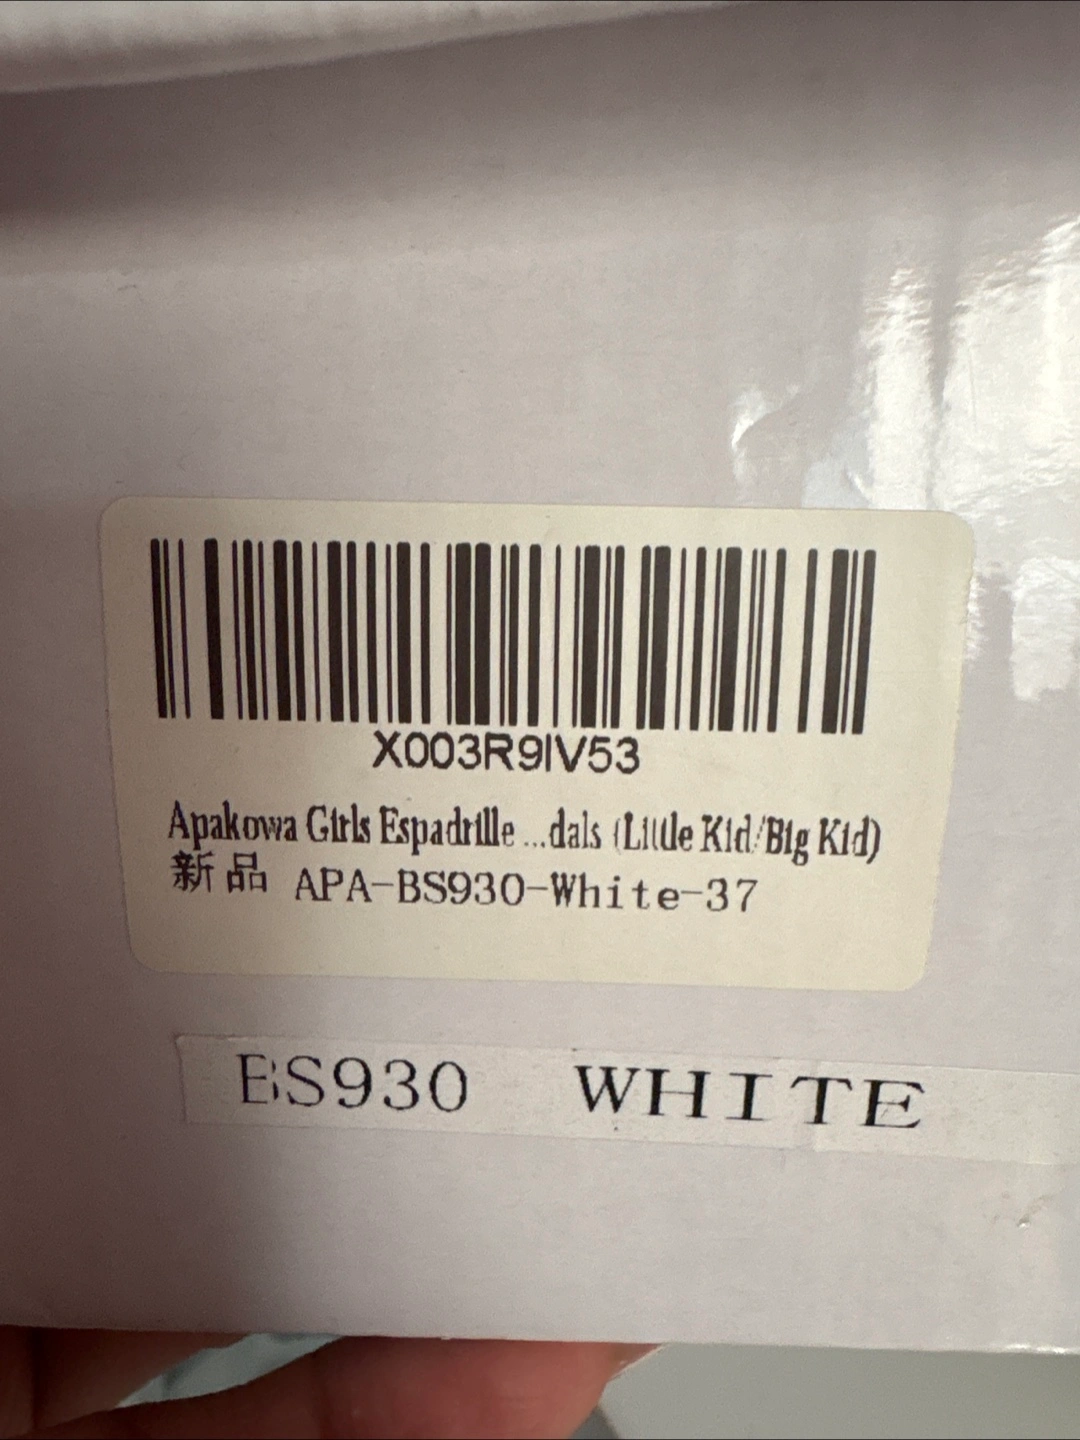 X003R9IV53
Apakowa Girls Espadrille ...dals (Little Kid/Big Kid)
新品 APA-BS930-White-37
BS930 WHITE